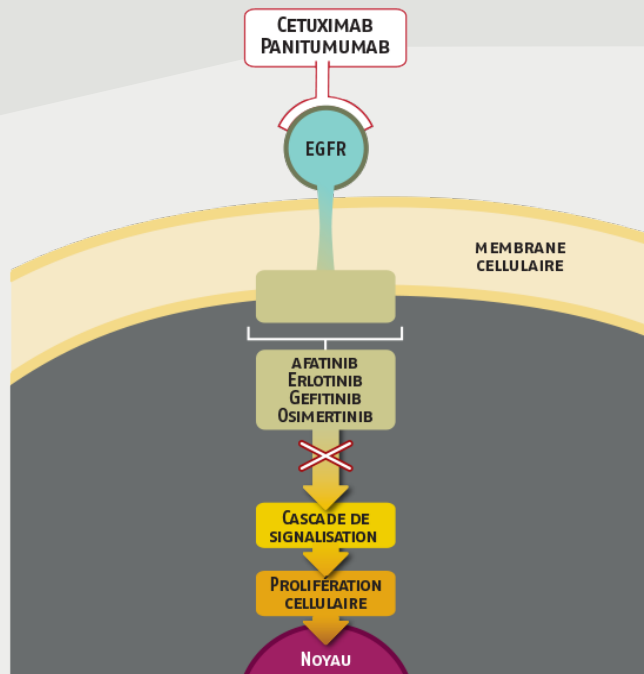 CETUXIMAB
PANITUMUMAB
EGFR
MEMBRANE
CELLULAIRE
AFATINIB
ERLOTINIB
GEFITINIB
OSIMERTINIB
CASCADE DE
SIGNALISATION
PROLIFÉRATION
CELLULAIRE
NOYAU